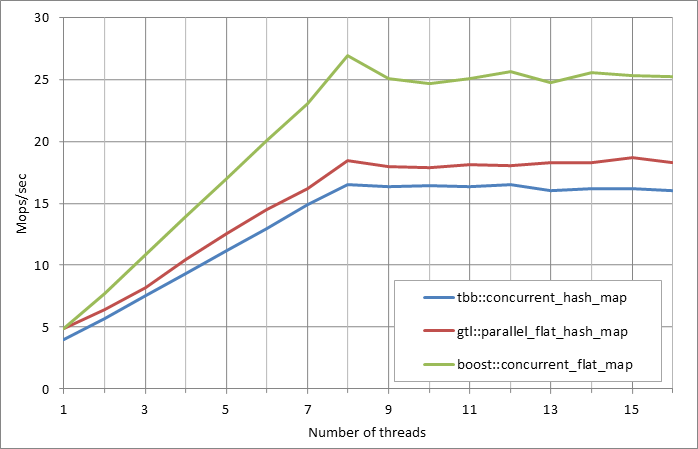 30
25
20
15
10
5
0
Mops/sec
tbb::concurrent_hash_map
gtl::parallel_flat_hash_map
boost::concurrent_flat_map
1 3 5 7 9 11 13 15
Number of threads